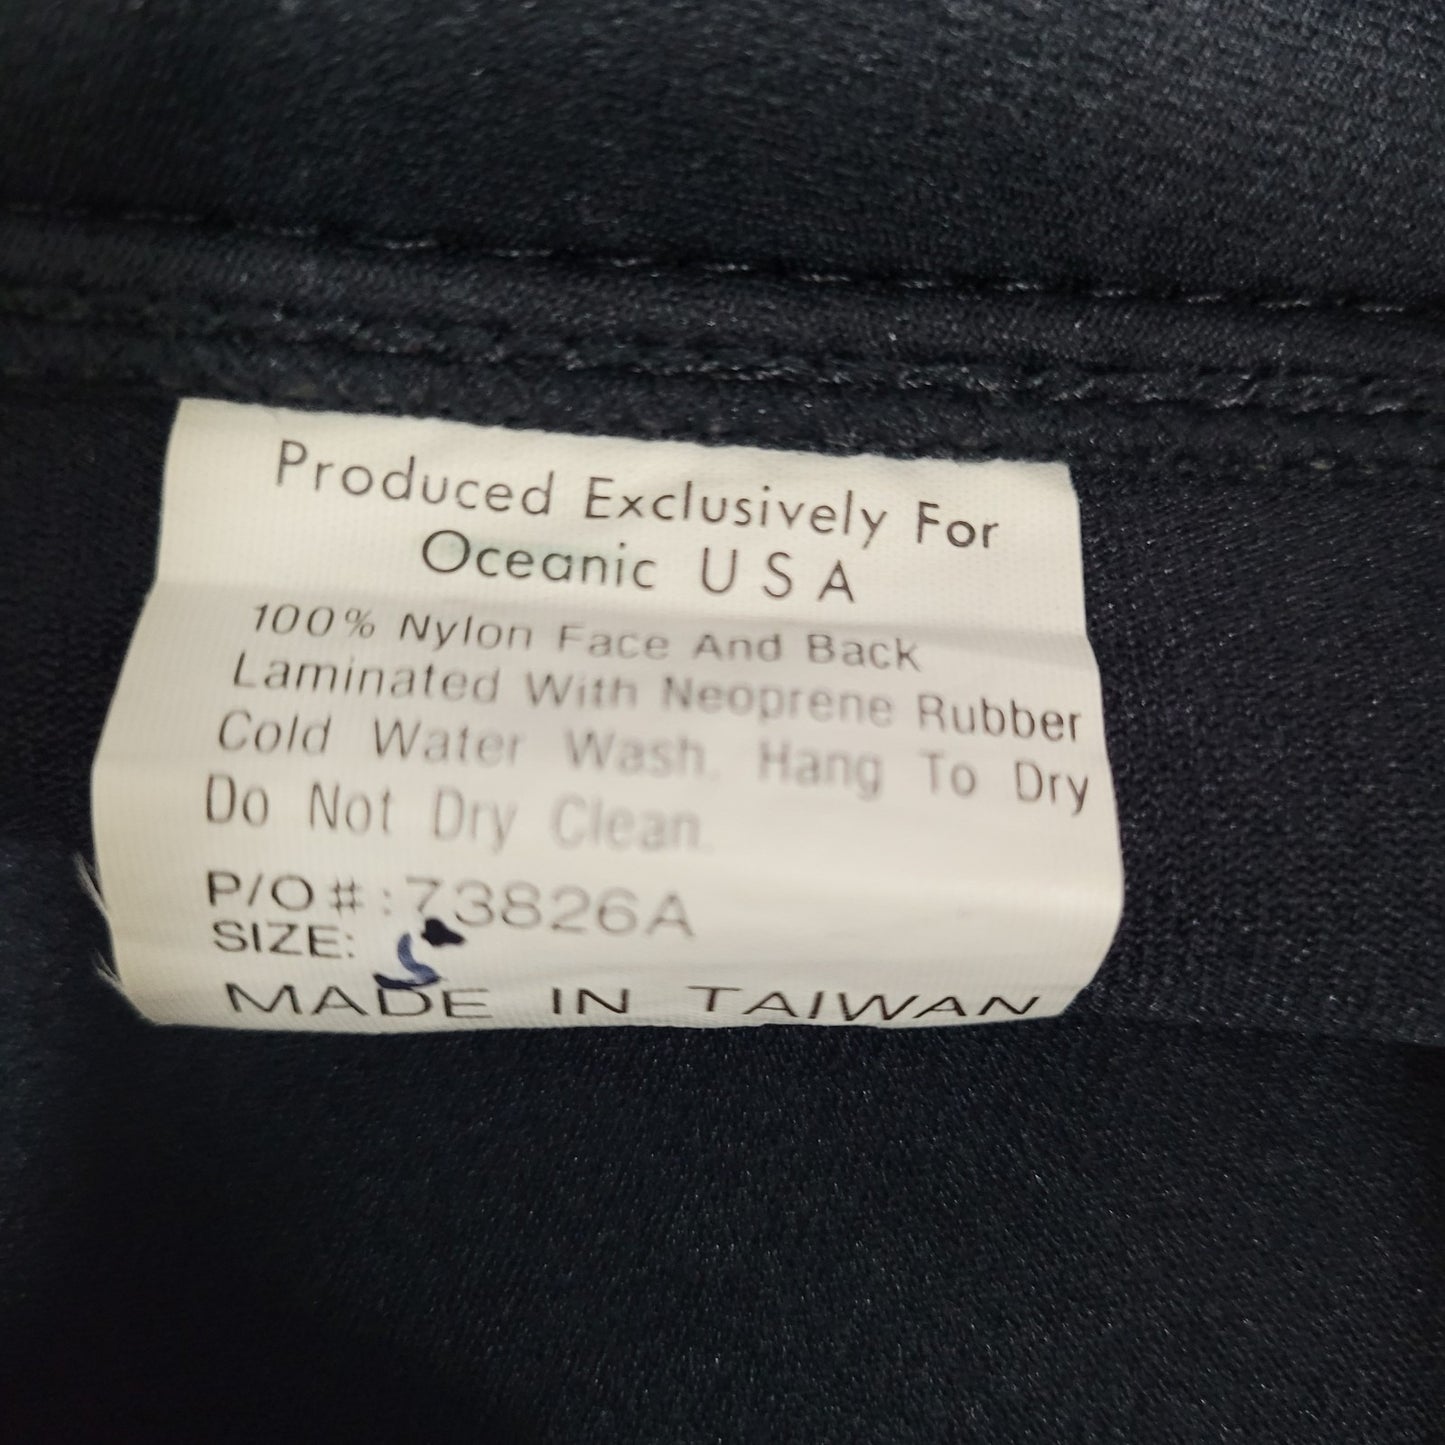 Produced Exclusively For
Oceanic U S A
100% Nylon Face And Back
Laminated With Neoprene Rubber
Cold Water Wash. Hang To Dry
Do Not Dry Clean.
P/O#:73826A
SIZE: S
MADE IN TAIWAN